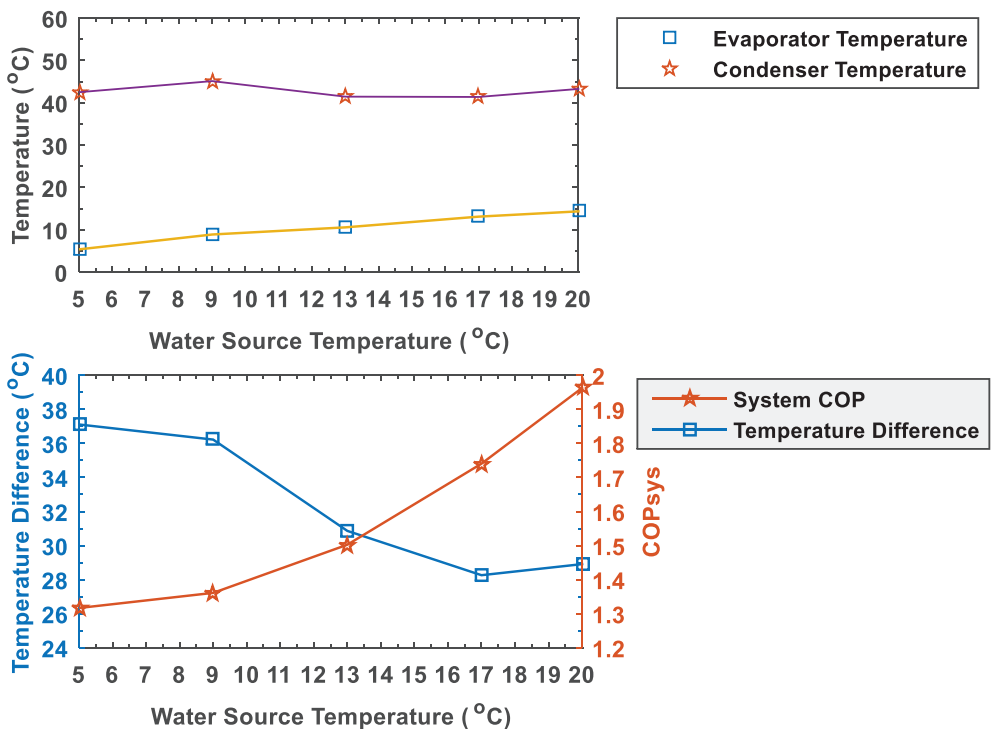 60
50
40
30
20
10
0
Temperature (°C)
5 6 7 8 9 10 11 12 13 14 15 16 17 18 19 20
Water Source Temperature ( °C)
Evaporator Temperature
Condenser Temperature
40
38
36
34
32
30
28
26
24
Temperature Difference (°C)
2
1.9
1.8
1.7
1.6
1.5
1.4
1.3
1.2
COPsys
5 6 7 8 9 10 11 12 13 14 15 16 17 18 19 20
Water Source Temperature ( °C)
System COP
Temperature Difference